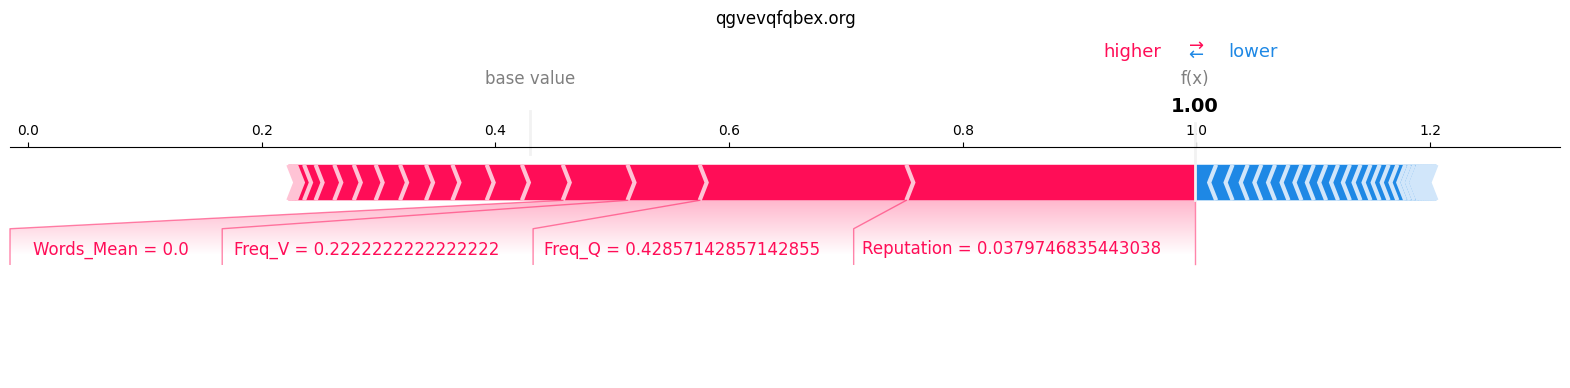 qgvevqfqbex.org
higher → ← lower
base value f(x)
1.00
0.0 0.2 0.4 0.6 0.8 1.0 1.2
Words_Mean = 0.0 Freq_V = 0.2222222222222222 Freq_Q = 0.42857142857142855 Reputation = 0.0379746835443038